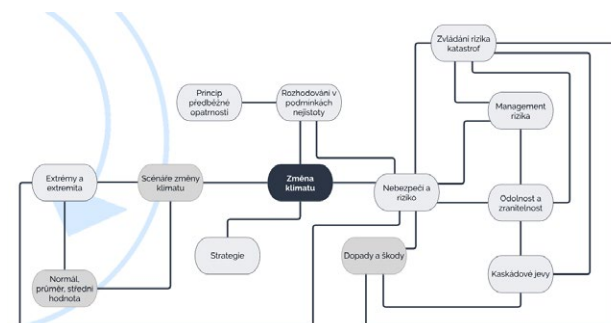 Zvládání rizika
katastrof
Princip
předběžné
opatrnosti
Rozhodování v
podmínkách
nejistoty
Management
rizika
Extrémy a
extremita
Scénáře změny
klimatu
Změna
klimatu
Nebezpečí a
riziko
Odolnost a
zranitelnost
Strategie
Dopady a škody
Kaskádové jevy
Normál,
průměr, střední
hodnota